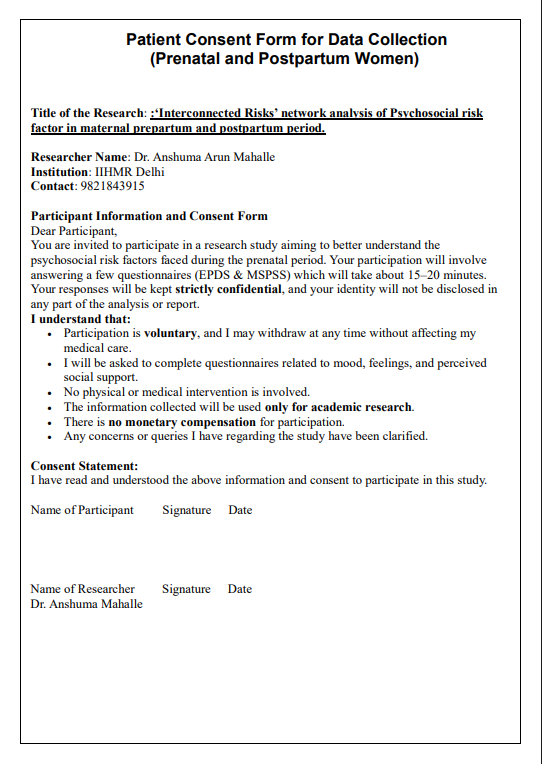 Patient Consent Form for Data Collection
(Prenatal and Postpartum Women)
Title of the Research: :‘Interconnected Risks’ network analysis of Psychosocial risk
factor in maternal prepartum and postpartum period.
Researcher Name: Dr. Anshuma Arun Mahalle
Institution: IIHMR Delhi
Contact: 9821843915
Participant Information and Consent Form
Dear Participant,
You are invited to participate in a research study aiming to better understand the
psychosocial risk factors faced during the prenatal period. Your participation will involve
answering a few questionnaires (EPDS & MSPSS) which will take about 15–20 minutes.
Your responses will be kept strictly confidential, and your identity will not be disclosed in
any part of the analysis or report.
I understand that:
• Participation is voluntary, and I may withdraw at any time without affecting my
medical care.
• I will be asked to complete questionnaires related to mood, feelings, and perceived
social support.
• No physical or medical intervention is involved.
• The information collected will be used only for academic research.
• There is no monetary compensation for participation.
• Any concerns or queries I have regarding the study have been clarified.
Consent Statement:
I have read and understood the above information and consent to participate in this study.
Name of Participant Signature Date
Name of Researcher Signature Date
Dr. Anshuma Mahalle